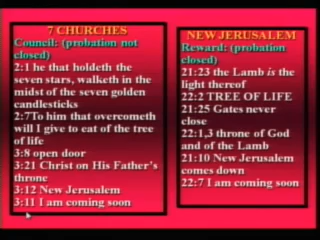 7 CHURCHES
Council: (probation not
closed)
2:1 he that holdeth the
seven stars, walketh in the
midst of the seven golden
candlesticks
2:7To him that overcometh
will I give to eat of the tree
of life
3:8 open door
3:21 Christ on His Father's
throne
3:12 New Jerusalem
3:11 I am coming soon
NEW JERUSALEM
Reward: (probation
closed)
21:23 the Lamb is the
light thereof
22:2 TREE OF LIFE
21:25 Gates never
close
22:1,3 throne of God
and of the Lamb
21:10 New Jerusalem
comes down
22:7 I am coming soon